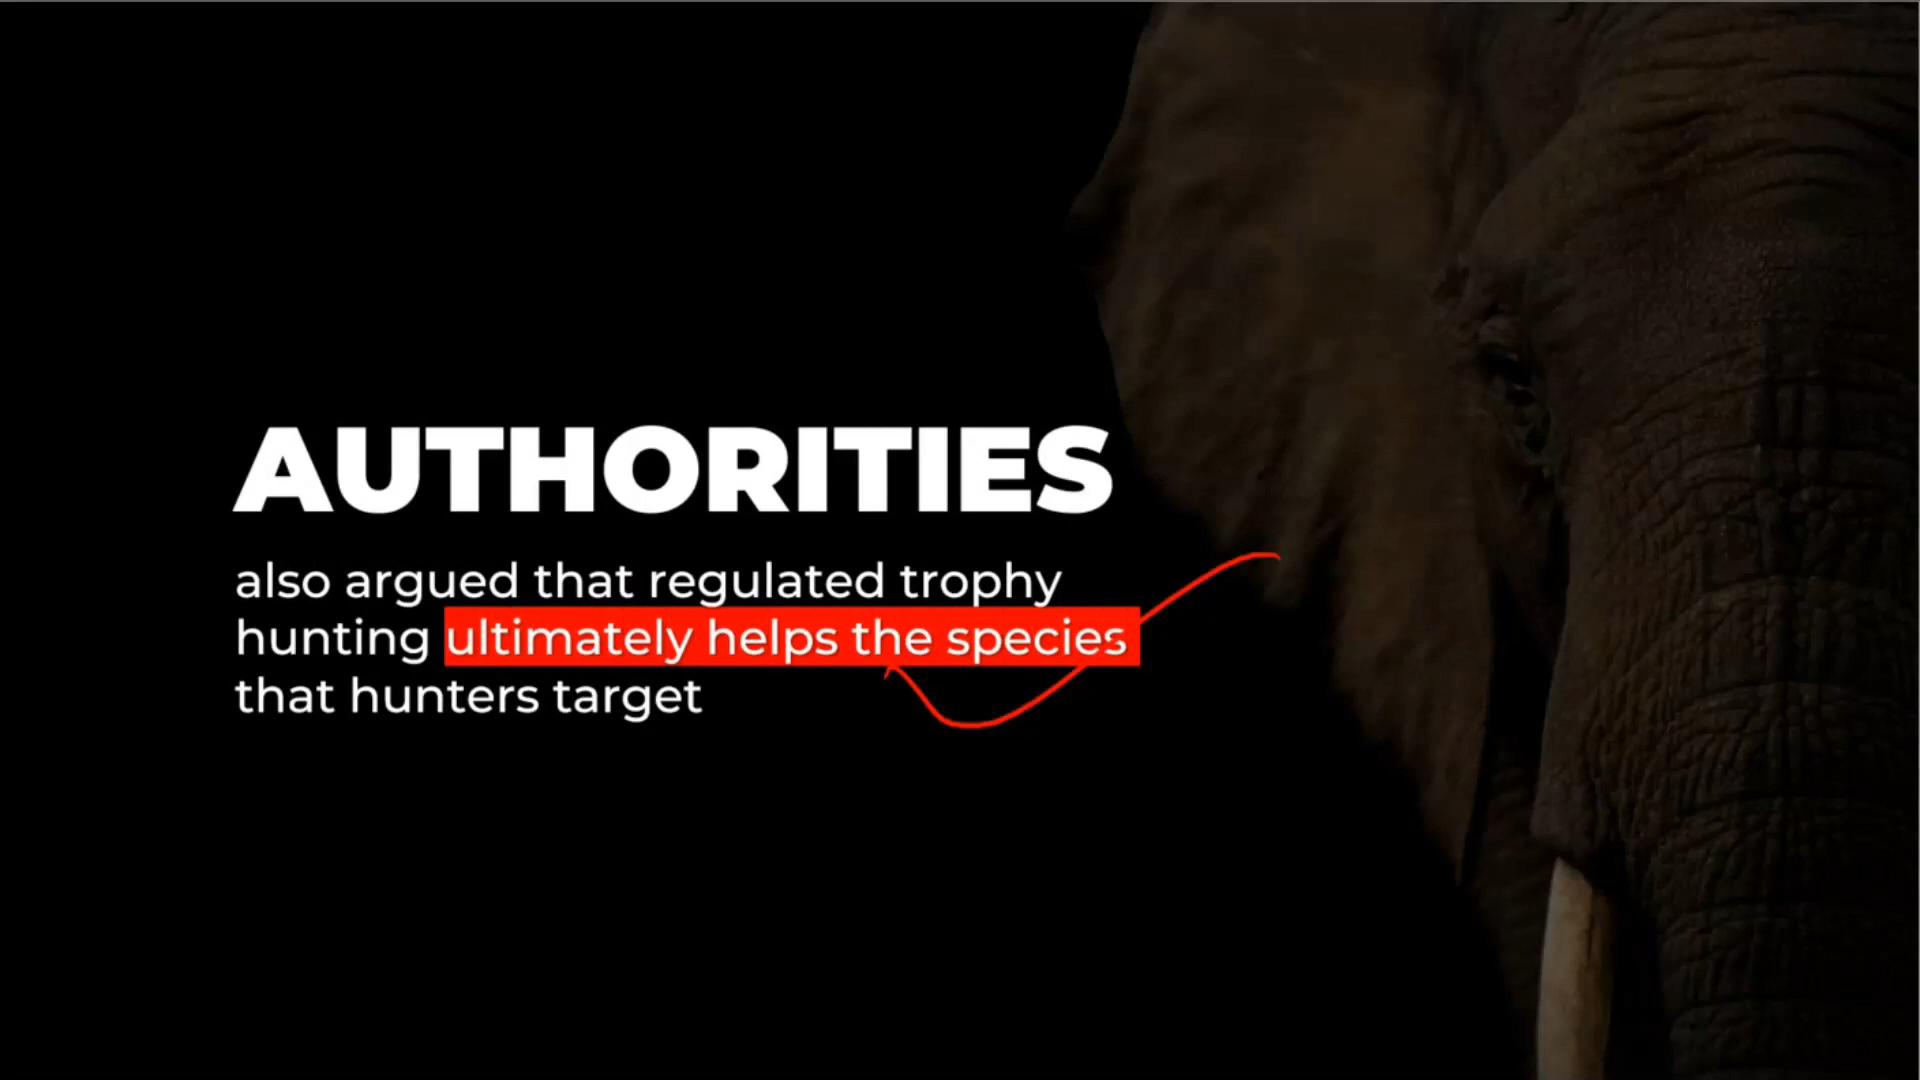 AUTHORITIES
also argued that regulated trophy
hunting ultimately helps the species
that hunters target